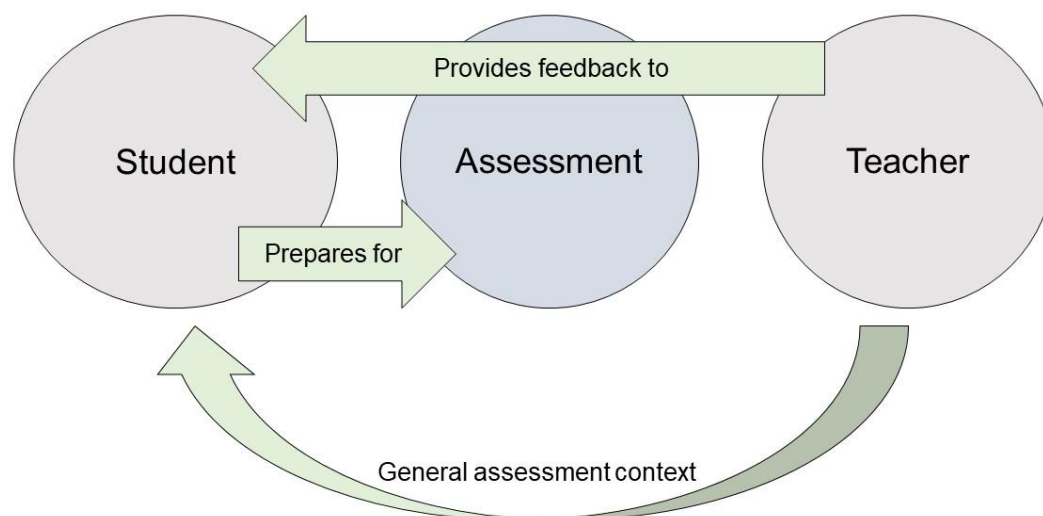 Provides feedback to
Student
Assessment
Teacher
Prepares for
General assessment context